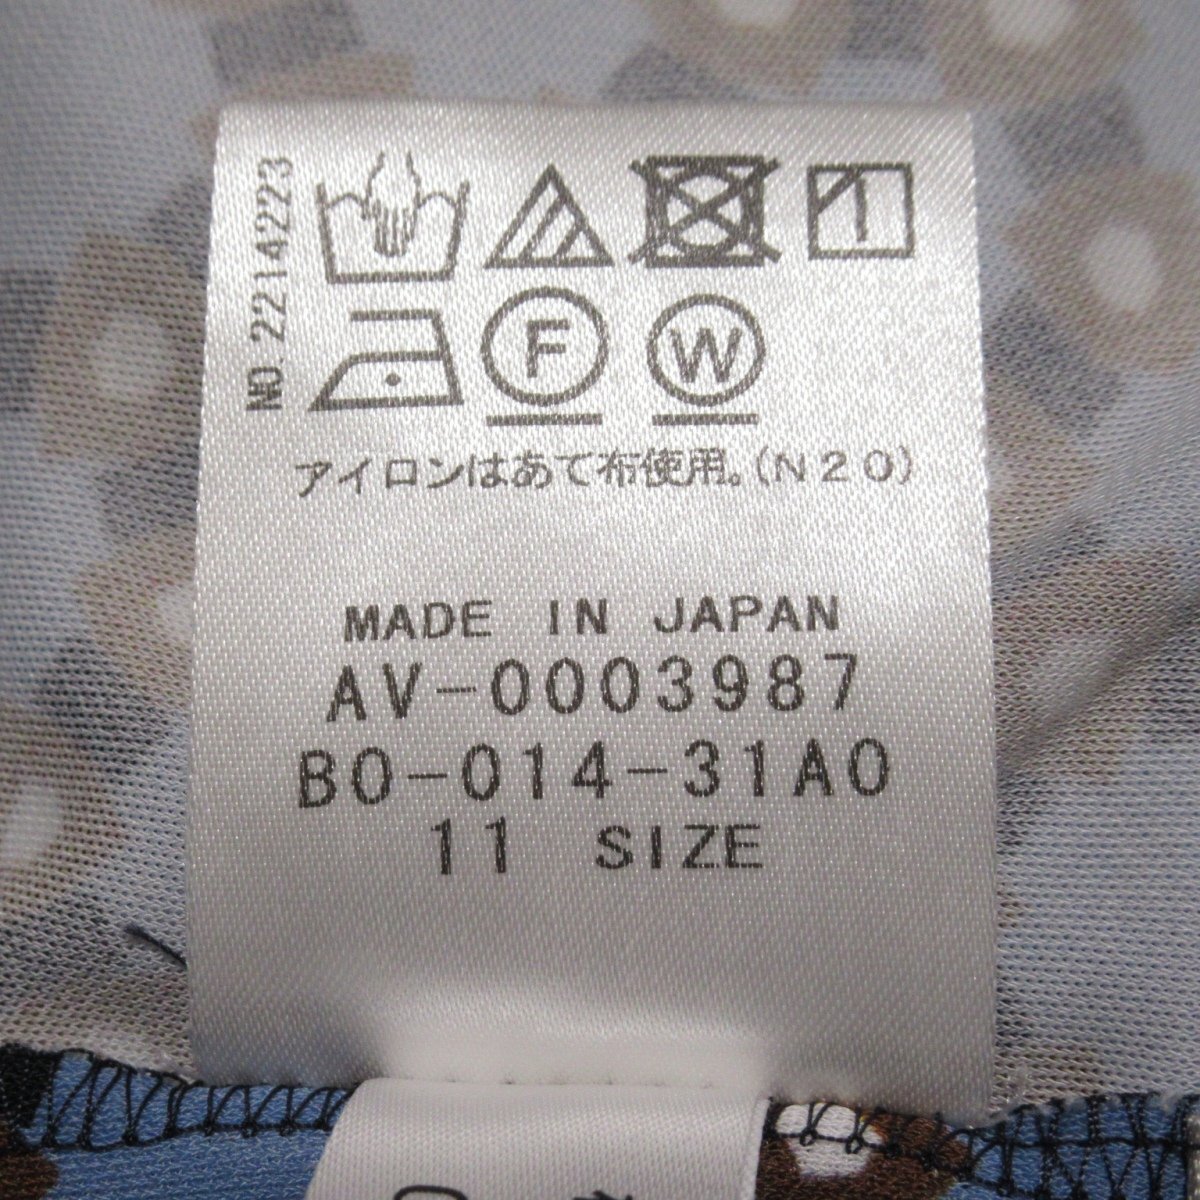 NO.2214223
F
W
アイロンはあて布使用。(N20)
MADE IN JAPAN
AV-0003987
B0-014-31A0
11 SIZE